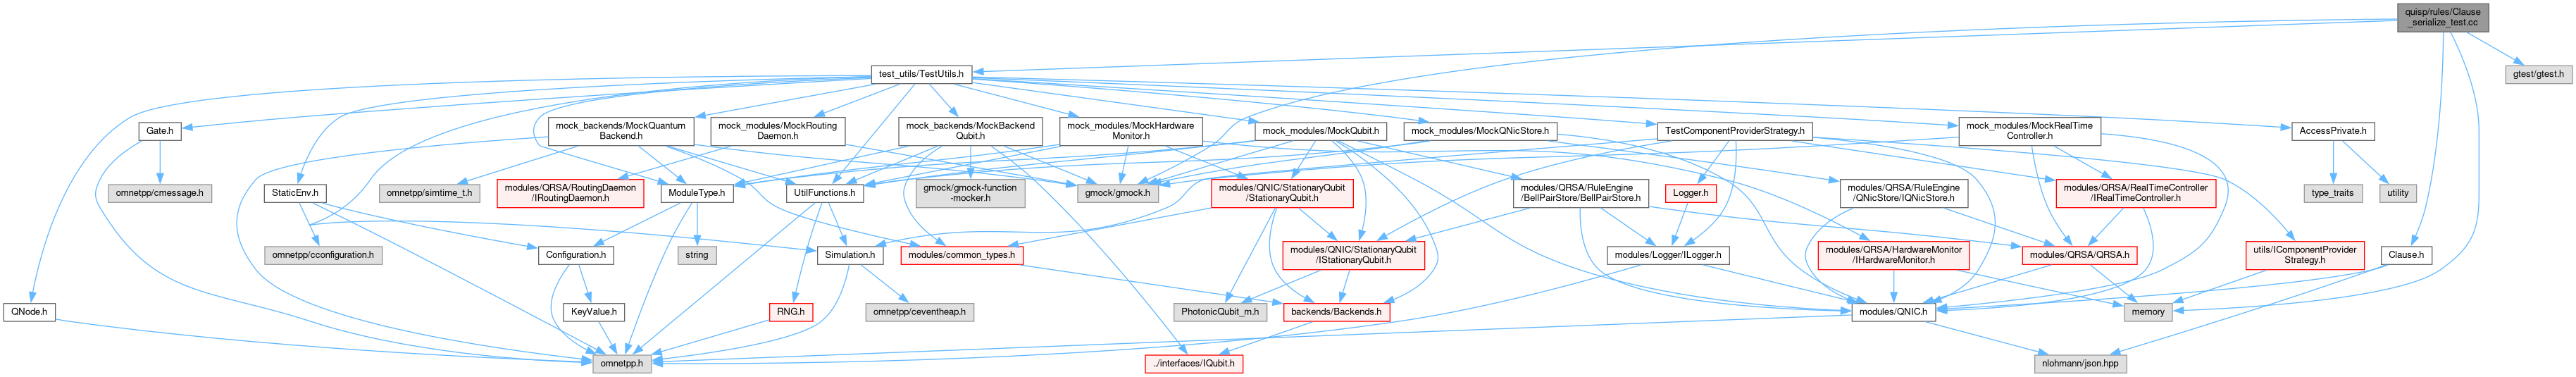 quisp/rules/Clause
_serialize_test.cc
test_utils/TestUtils.h
gtest/gtest.h
Gate.h
mock_backends/MockQuantum
Backend.h
mock_modules/MockRouting
Daemon.h
mock_backends/MockBackend
Qubit.h
mock_modules/MockHardware
Monitor.h
mock_modules/MockQubit.h
mock_modules/MockQNicStore.h
TestComponentProviderStrategy.h
mock_modules/MockRealTime
Controller.h
AccessPrivate.h
omnetpp/cmessage.h
StaticEnv.h
omnetpp/simtime_t.h
modules/QRSA/RoutingDaemon
/IRoutingDaemon.h
ModuleType.h
UtilFunctions.h
gmock/gmock-function
-mocker.h
gmock/gmock.h
modules/QNIC/StationaryQubit
/StationaryQubit.h
modules/QRSA/RuleEngine
/BellPairStore/BellPairStore.h
Logger.h
modules/QRSA/RuleEngine
/QNicStore/IQNicStore.h
modules/QRSA/RealTimeController
/IRealTimeController.h
type_traits
utility
omnetpp/cconfiguration.h
Configuration.h
string
Simulation.h
modules/common_types.h
modules/QNIC/StationaryQubit
/IStationaryQubit.h
modules/Logger/ILogger.h
modules/QRSA/HardwareMonitor
/IHardwareMonitor.h
modules/QRSA/QRSA.h
utils/IComponentProvider
Strategy.h
Clause.h
QNode.h
KeyValue.h
RNG.h
omnetpp/ceventheap.h
PhotonicQubit_m.h
backends/Backends.h
modules/QNIC.h
memory
omnetpp.h
../interfaces/IQubit.h
nlohmann/json.hpp